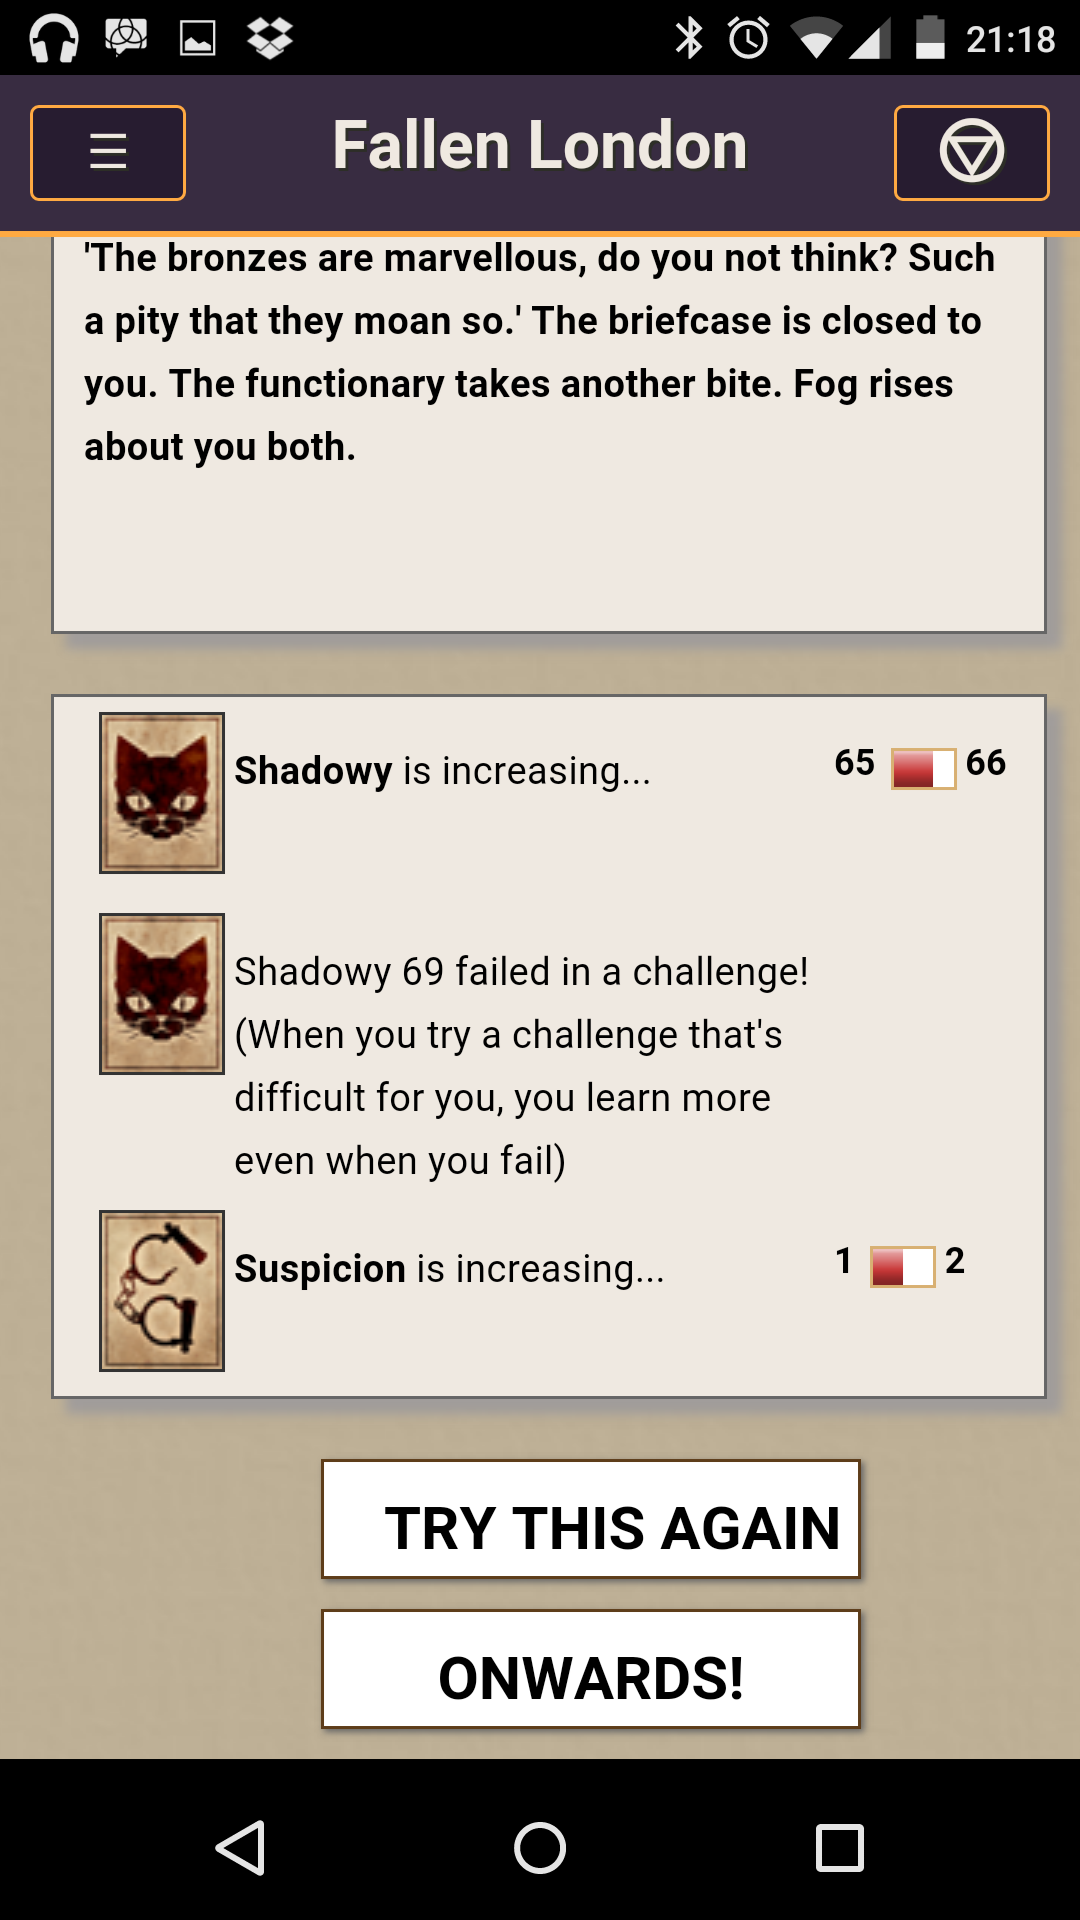 21:18
Fallen London
'The bronzes are marvellous, do you not think? Such
a pity that they moan so.' The briefcase is closed to
you. The functionary takes another bite. Fog rises
about you both.
Shadowy is increasing... 65 66
Shadowy 69 failed in a challenge!
(When you try a challenge that's
difficult for you, you learn more
even when you fail)
Suspicion is increasing... 1 2
TRY THIS AGAIN
ONWARDS!